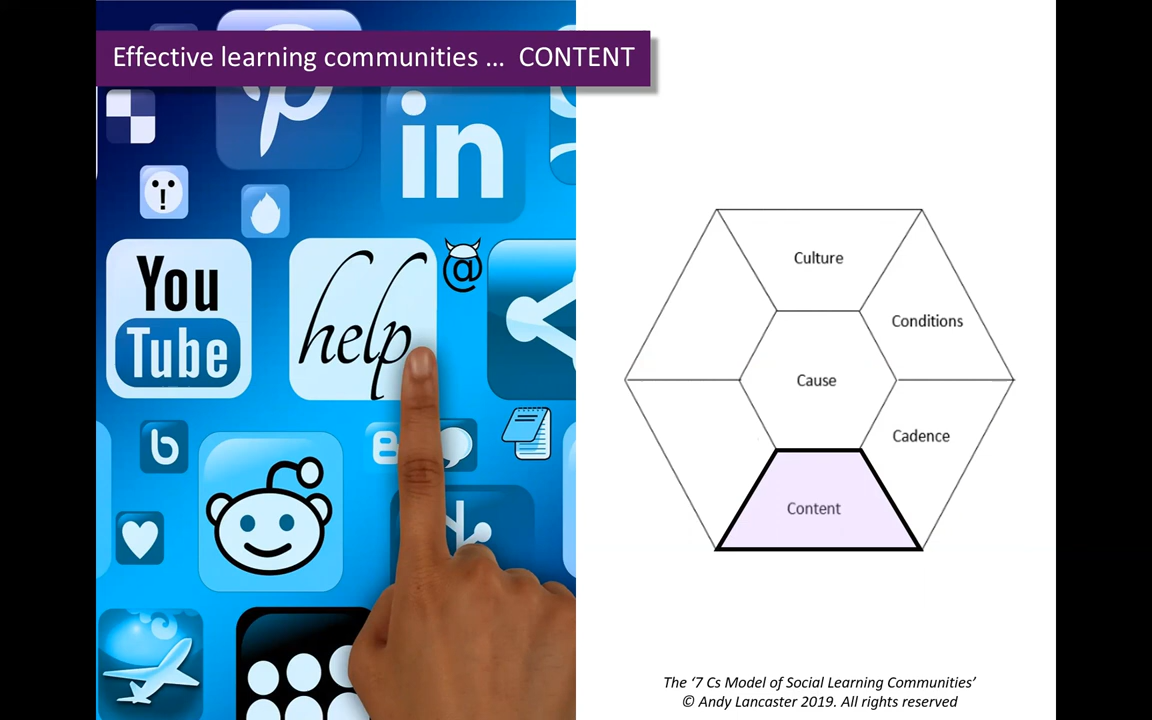 Effective learning communities … CONTENT
in
You
Tube
help
@
Culture
Conditions
Cause
Cadence
Content
The ‘7 Cs Model of Social Learning Communities’
© Andy Lancaster 2019. All rights reserved